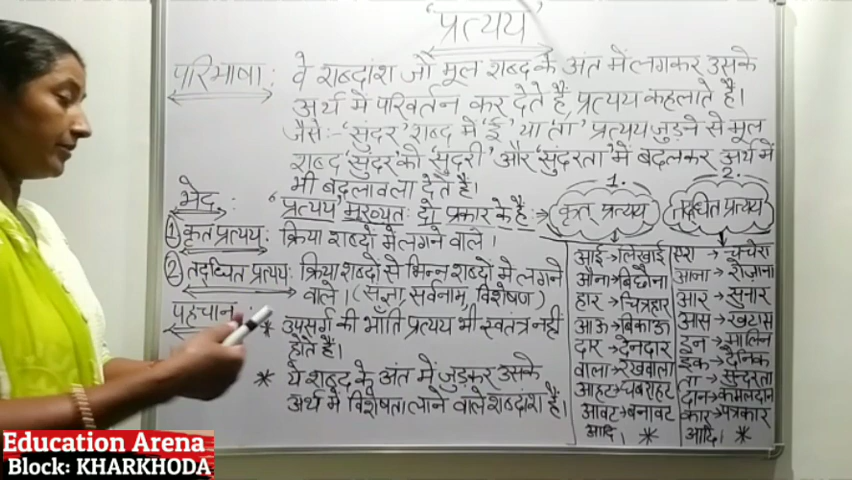 'प्रत्यय'
परिभाषा: वे शब्दांश जो मूल शब्द के अंत में लगकर उसके
अर्थ में परिवर्तन कर देते हैं, प्रत्यय कहलाते हैं।
जैसे:- 'सुंदर' शब्द में 'ई' या 'ता' प्रत्यय जुड़ने से मूल
शब्द 'सुंदर' को 'सुंदरी' और 'सुंदरता' में बदलकर अर्थ में
भी बदलाव ला देते हैं।
भेद: 'प्रत्यय' मुख्यतः दो प्रकार के हैं:→
① कृत प्रत्यय: क्रिया शब्दों में लगने वाले।
② तद्धित प्रत्यय: क्रिया शब्दों से भिन्न शब्दों में लगने
वाले। (संज्ञा, सर्वनाम, विशेषण)
पहचान:
* उपसर्ग की भाँति प्रत्यय भी स्वतंत्र नहीं
होते हैं।
* ये शब्द के अंत में जुड़कर उसके
अर्थ में विशेषता लाने वाले शब्दांश हैं।
1.
कृत प्रत्यय
आई→लिखाई
औना→बिछौना
हार→चित्रहार
आऊ→बिकाऊ
दार→देनदार
वाला→रखवाला
आहट→घबराहट
आवट→बनावट
आदि। *
2.
तद्धित प्रत्यय
एरा→चचेरा
आना→रोज़ाना
आर→सुनार
आस→खटास
इन→मालिन
इक→दैनिक
ता→सुन्दरता
दान→कमलदान
कार→पत्रकार
आदि। *
Education Arena
Block: KHARKHODA